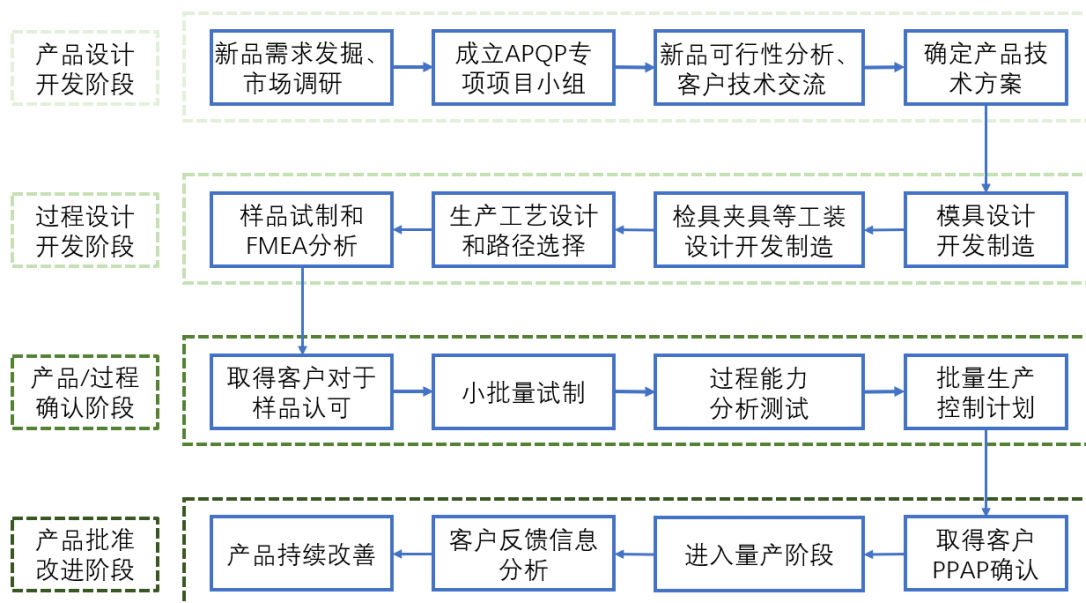 产品设计
开发阶段
新品需求发掘、
市场调研
成立APQP专
项项目小组
新品可行性分析、
客户技术交流
确定产品技
术方案
过程设计
开发阶段
样品试制和
FMEA分析
生产工艺设计
和路径选择
检具夹具等工装
设计开发制造
模具设计
开发制造
产品/过程
确认阶段
取得客户对于
样品认可
小批量试制
过程能力
分析测试
批量生产
控制计划
产品批准
改进阶段
产品持续改善
客户反馈信息
分析
进入量产阶段
取得客户
PPAP确认